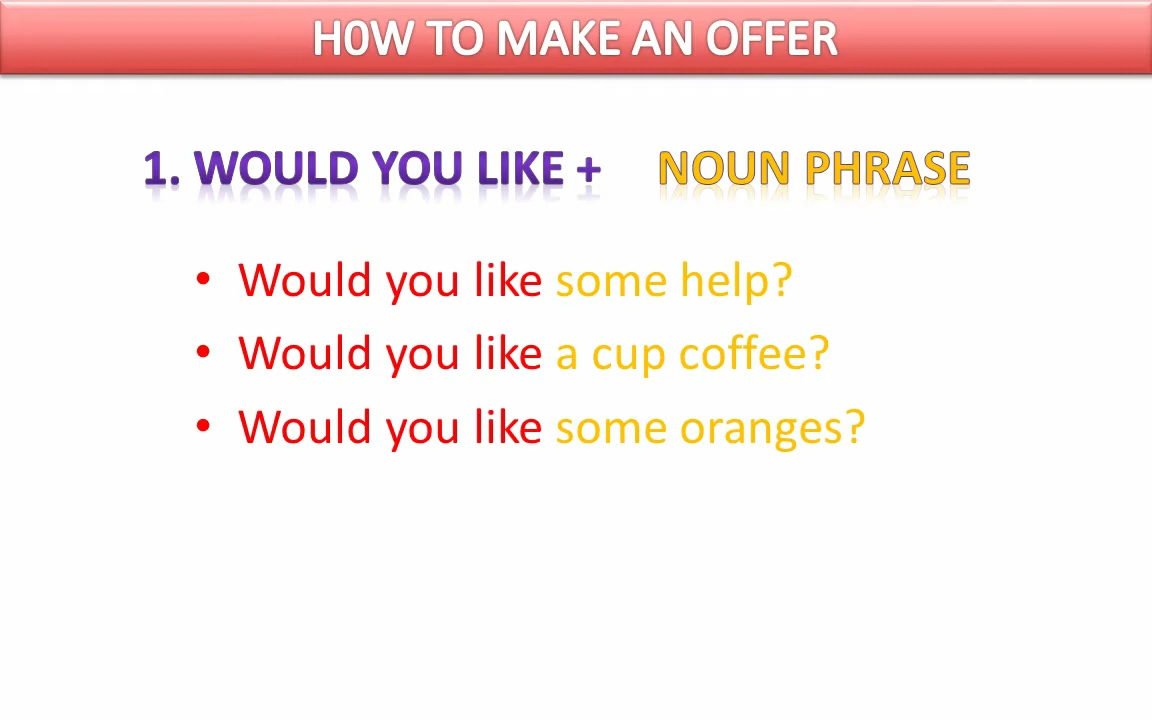 H0W TO MAKE AN OFFER
1. WOULD YOU LIKE + NOUN PHRASE
• Would you like some help?
• Would you like a cup coffee?
• Would you like some oranges?